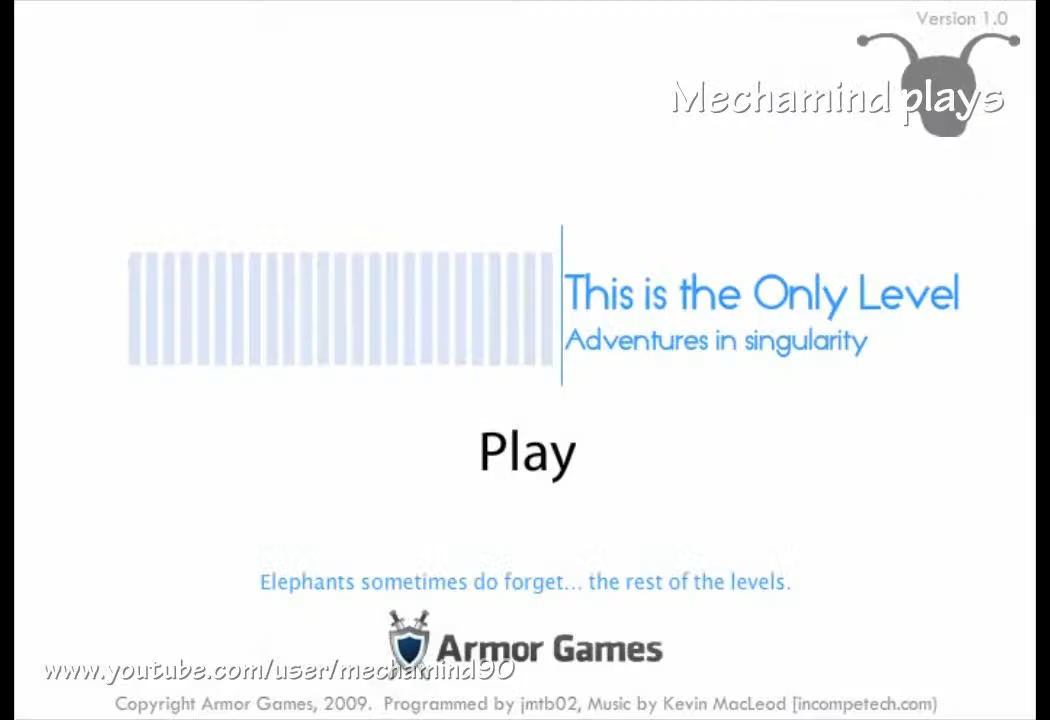 Version 1.0
Mechamind plays
This is the Only Level
Adventures in singularity
Play
Elephants sometimes do forget... the rest of the levels.
Armor Games
www.youtube.com/user/mechamind90
Copyright Armor Games, 2009. Programmed by jmtb02, Music by Kevin MacLeod [incompetech.com)